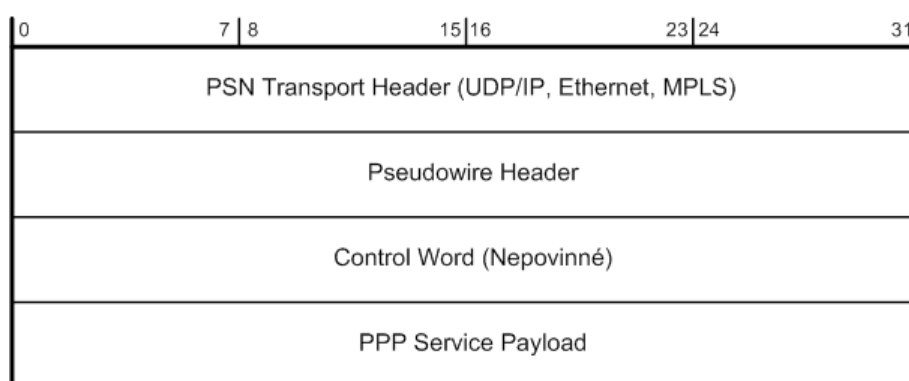 0 7 8 15 16 23 24 31
PSN Transport Header (UDP/IP, Ethernet, MPLS)
Pseudowire Header
Control Word (Nepovinné)
PPP Service Payload